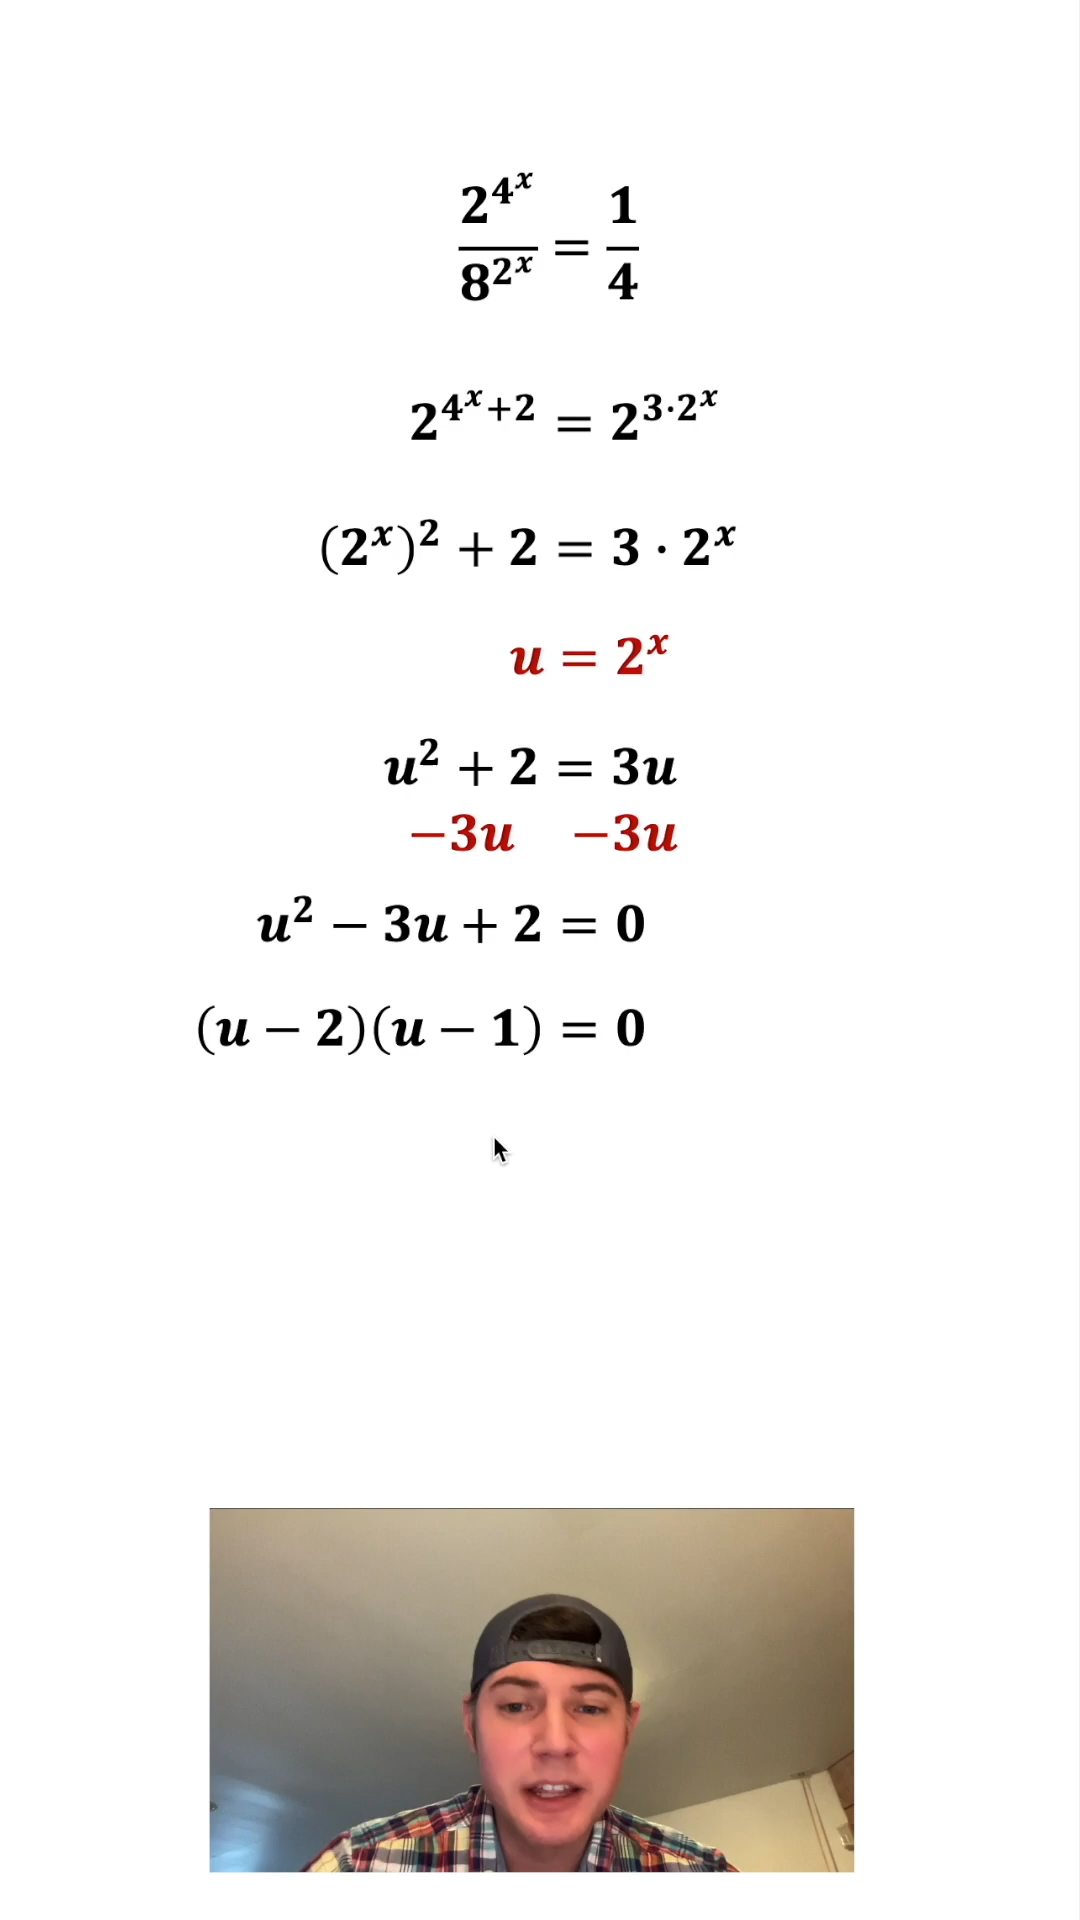 2^{4^x}/8^{2^x} = 1/4
2^{4^x+2} = 2^{3·2^x}
(2^x)^2 + 2 = 3 · 2^x
u = 2^x
u^2 + 2 = 3u
−3u −3u
u^2 − 3u + 2 = 0
(u − 2)(u − 1) = 0